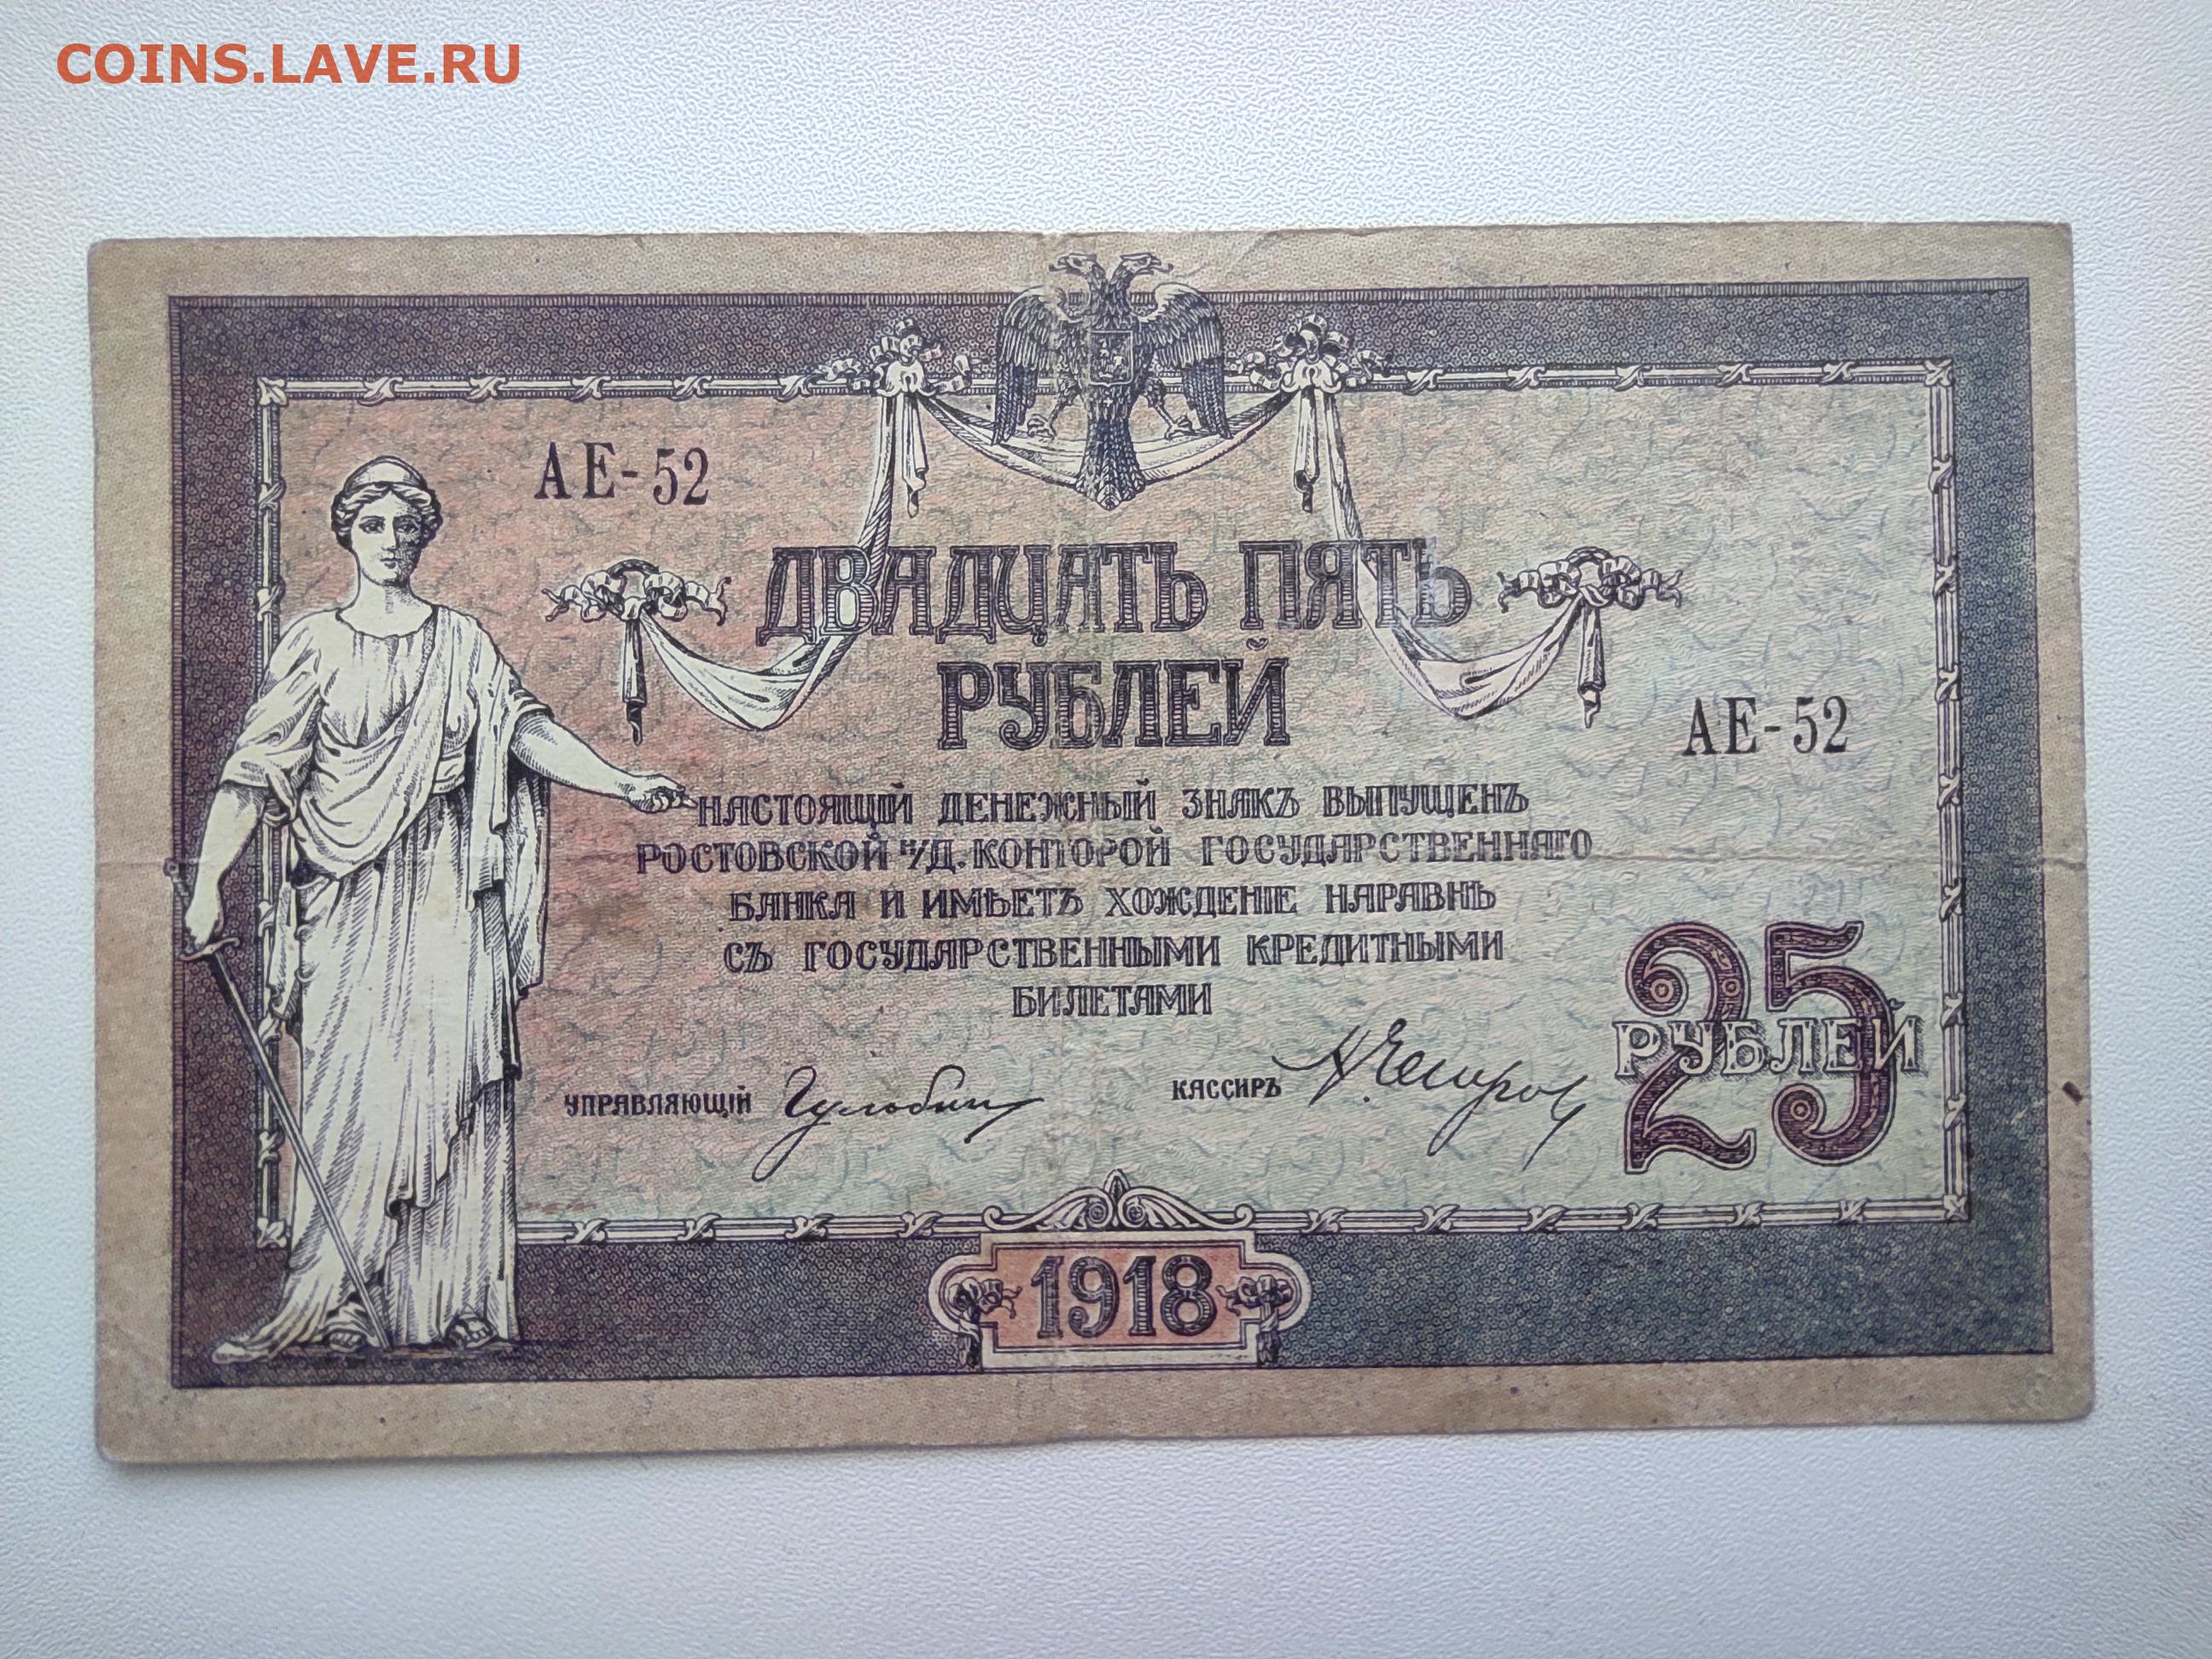 COINS.LAVE.RU
АЕ-52
ДВАДЦАТЬ ПЯТЬ
РУБЛЕЙ
АЕ-52
НАСТОЯЩІЙ ДЕНЕЖНЫЙ ЗНАКЪ ВЫПУЩЕНЪ
РОСТОВСКОЙ Н/Д. КОНТОРОЙ ГОСУДАРСТВЕННАГО
БАНКА И ИМѢЕТЪ ХОЖДЕНІЕ НАРАВНѢ
СЪ ГОСУДАРСТВЕННЫМИ КРЕДИТНЫМИ
БИЛЕТАМИ
25
РУБЛЕЙ
УПРАВЛЯЮЩІЙ
КАССИРЪ
1918